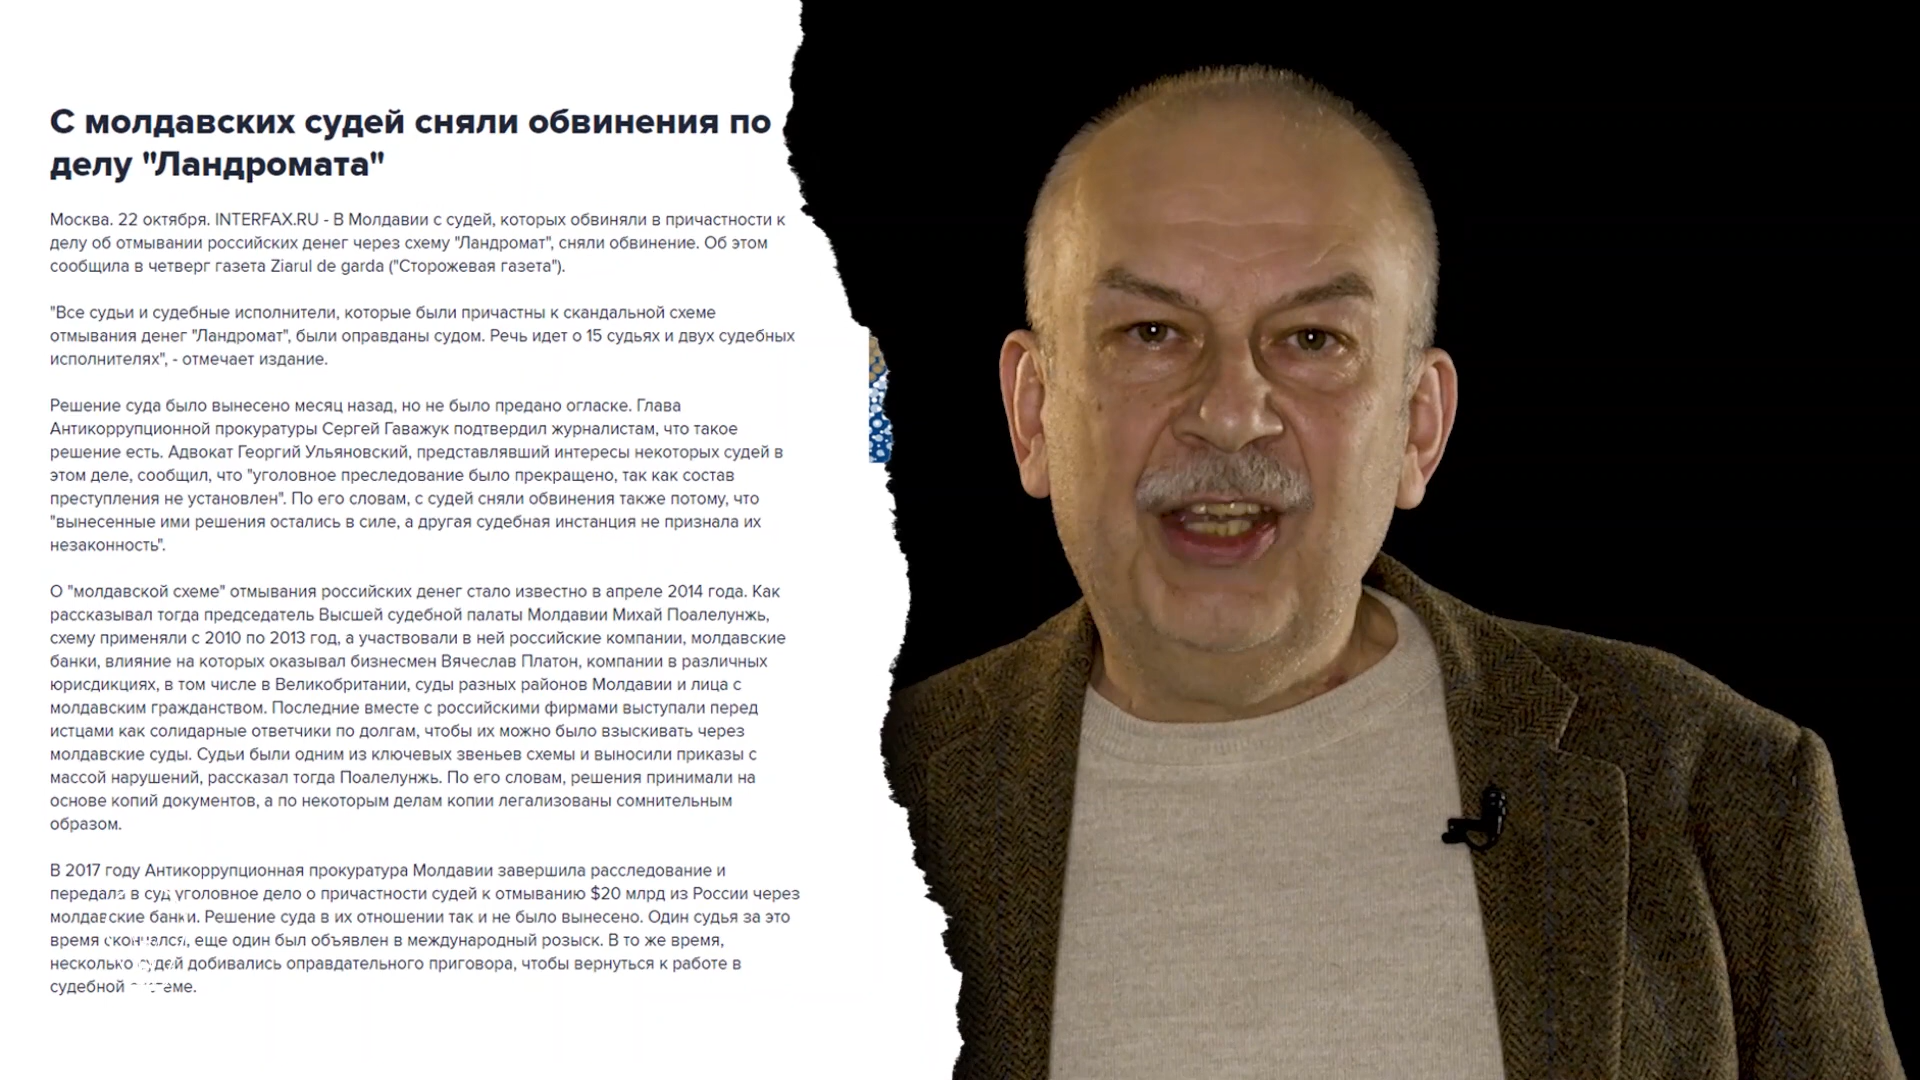 С молдавских судей сняли обвинения по
делу "Ландромата"
Москва. 22 октября. INTERFAX.RU - В Молдавии с судей, которых обвиняли в причастности к
делу об отмывании российских денег через схему "Ландромат", сняли обвинение. Об этом
сообщила в четверг газета Ziarul de garda ("Сторожевая газета").
"Все судьи и судебные исполнители, которые были причастны к скандальной схеме
отмывания денег "Ландромат", были оправданы судом. Речь идет о 15 судьях и двух судебных
исполнителях", - отмечает издание.
Решение суда было вынесено месяц назад, но не было предано огласке. Глава
Антикоррупционной прокуратуры Сергей Гаважук подтвердил журналистам, что такое
решение есть. Адвокат Георгий Ульяновский, представлявший интересы некоторых судей в
этом деле, сообщил, что "уголовное преследование было прекращено, так как состав
преступления не установлен". По его словам, с судей сняли обвинения также потому, что
"вынесенные ими решения остались в силе, а другая судебная инстанция не признала их
незаконность".
О "молдавской схеме" отмывания российских денег стало известно в апреле 2014 года. Как
рассказывал тогда председатель Высшей судебной палаты Молдавии Михай Поалелунжь,
схему применяли с 2010 по 2013 год, а участвовали в ней российские компании, молдавские
банки, влияние на которых оказывал бизнесмен Вячеслав Платон, компании в различных
юрисдикциях, в том числе в Великобритании, суды разных районов Молдавии и лица с
молдавским гражданством. Последние вместе с российскими фирмами выступали перед
истцами как солидарные ответчики по долгам, чтобы их можно было взыскивать через
молдавские суды. Судьи были одним из ключевых звеньев схемы и выносили приказы с
массой нарушений, рассказал тогда Поалелунжь. По его словам, решения принимали на
основе копий документов, а по некоторым делам копии легализованы сомнительным
образом.
В 2017 году Антикоррупционная прокуратура Молдавии завершила расследование и
передала в суд уголовное дело о причастности судей к отмыванию $20 млрд из России через
молдавские банки. Решение суда в их отношении так и не было вынесено. Один судья за это
время скончался, еще один был объявлен в международный розыск. В то же время,
несколько судей добивались оправдательного приговора, чтобы вернуться к работе в
судебной системе.